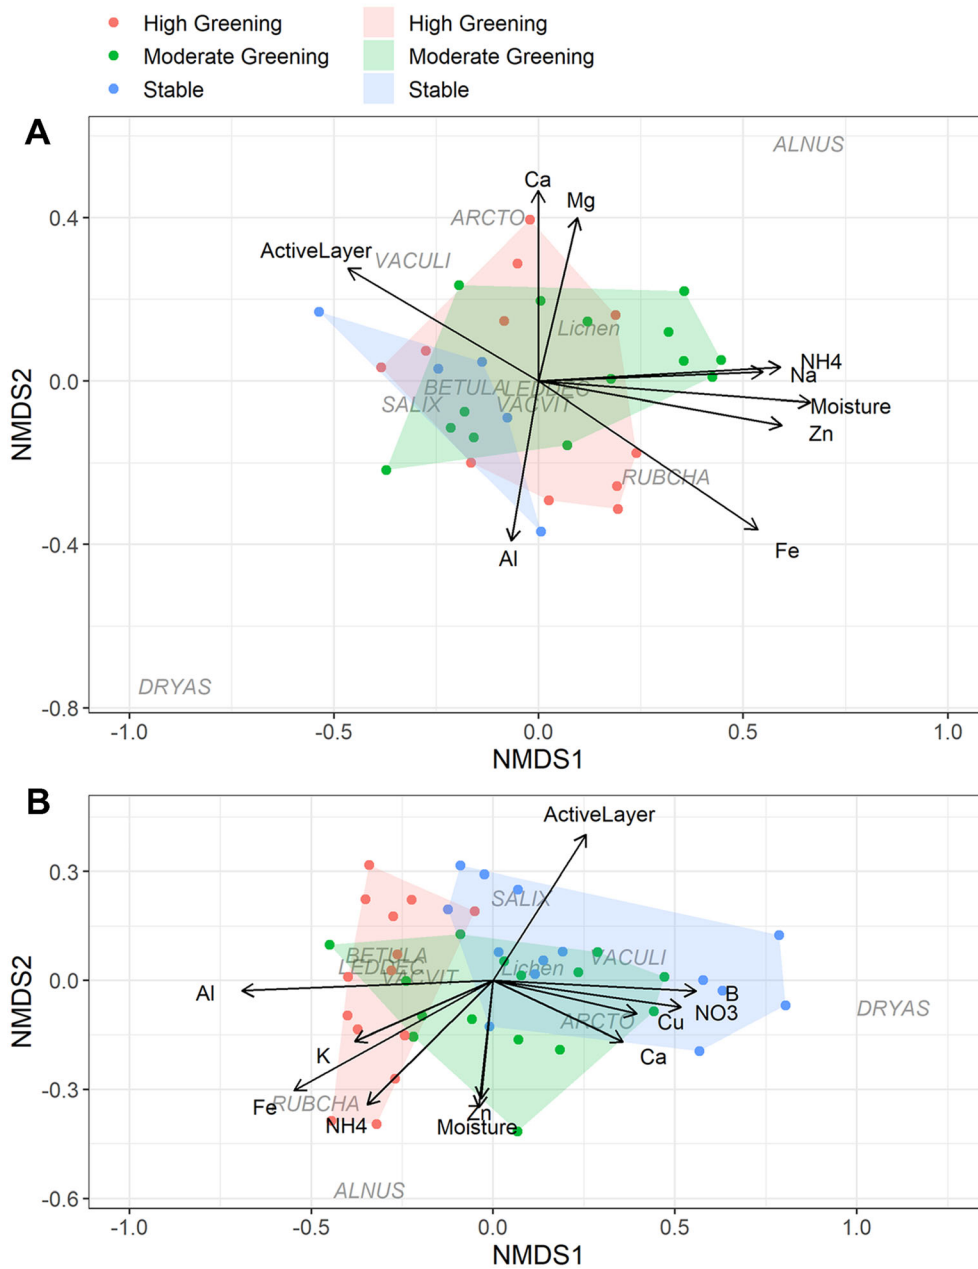 High Greening High Greening
Moderate Greening Moderate Greening
Stable Stable
A
ALNUS
Ca
Mg
ARCTO
0.4
ActiveLayer
VACULI
Lichen
NH4
0.0
Na
BETULA LEDDEC
SALIX VACVIT
Moisture
Zn
NMDS2
RUBCHA
-0.4
Al
Fe
DRYAS
-0.8
-1.0 -0.5 0.0 0.5 1.0
NMDS1
B
ActiveLayer
0.3
SALIX
BETULA
VACULI
LEDDEC
Lichen
VACVIT
0.0
Al
B
DRYAS
NMDS2
NO3
Cu
ARCTO
K
Ca
-0.3
Fe
RUBCHA
Zn
NH4
Moisture
ALNUS
-0.6
-1.0 -0.5 0.0 0.5 1.0
NMDS1